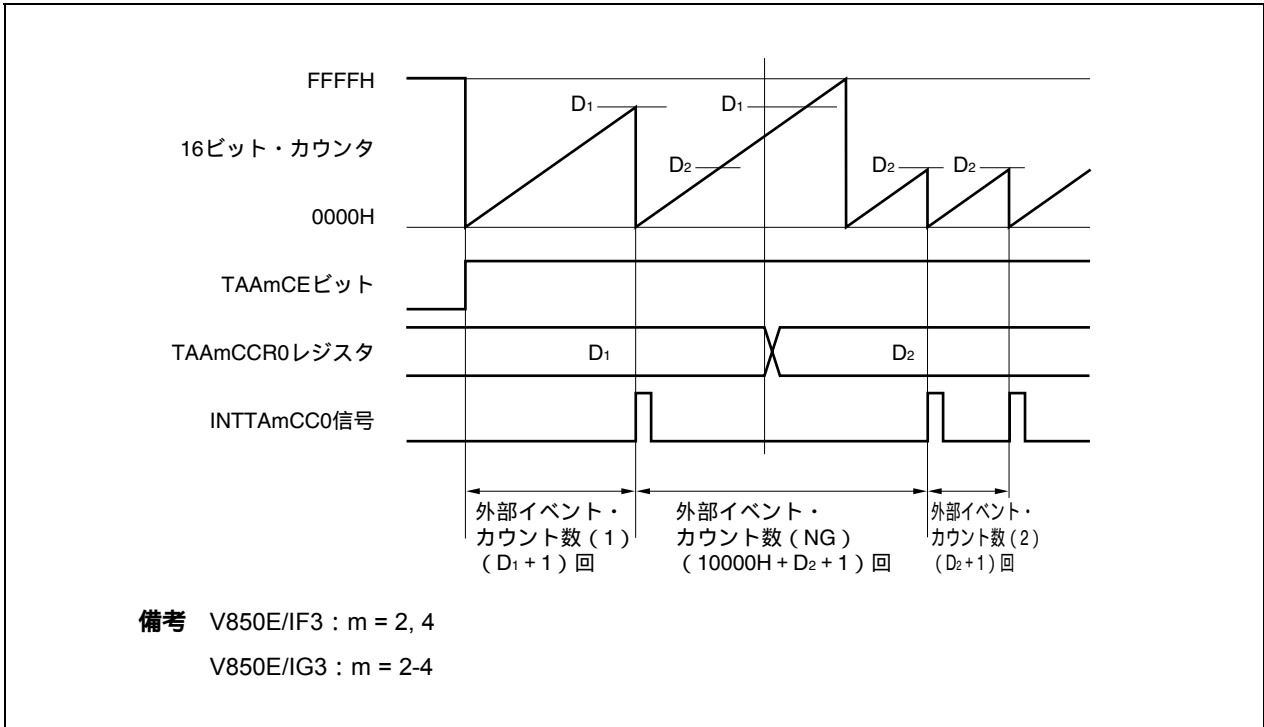 FFFFH
D1
D1
16ビット・カウンタ
D2
D2
D2
0000H
TAAmCEビット
TAAmCCR0レジスタ
D1
D2
INTTAmCC0信号
外部イベント・
カウント数(1)
(D1+1)回
外部イベント・
カウント数(NG)
(10000H+D2+1)回
外部イベント・
カウント数(2)
(D2+1)回
備考 V850E/IF3:m = 2, 4
V850E/IG3:m = 2-4